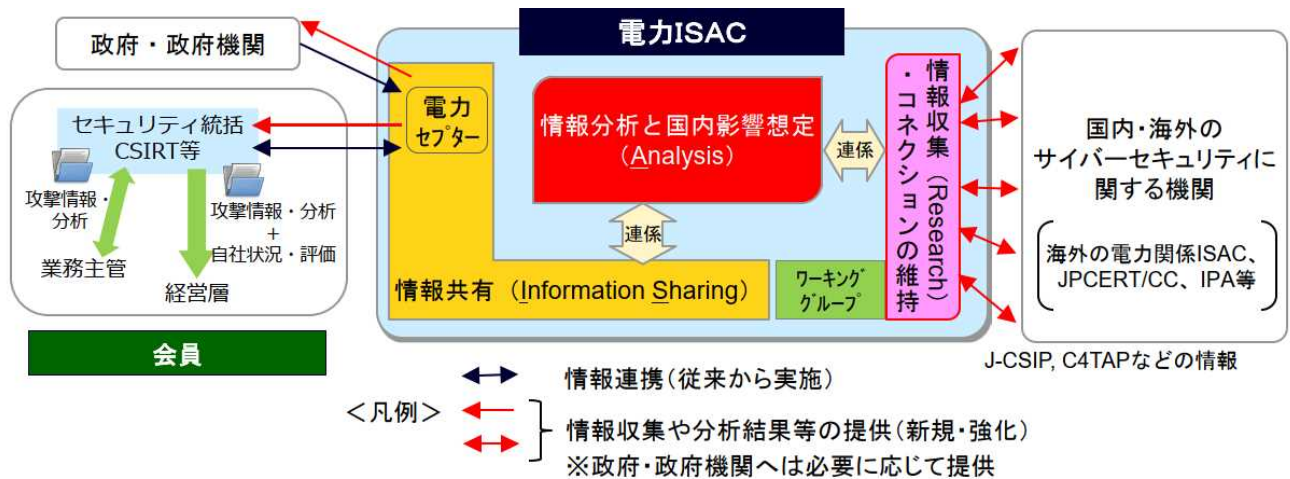 電力ISAC
政府・政府機関
セキュリティ統括
CSIRT等
攻撃情報・
分析
攻撃情報・分析
+
自社状況・評価
業務主管
経営層
会員
電力
セプター
情報分析と国内影響想定
(Analysis)
連係
連係
情報共有 (Information Sharing)
ワーキング
グループ
情報収集 (Research)
・コネクションの維持
国内・海外の
サイバーセキュリティに
関する機関
海外の電力関係ISAC、
JPCERT/CC、IPA等
J-CSIP, C4TAPなどの情報
<凡例>
情報連携(従来から実施)
情報収集や分析結果等の提供(新規・強化)
※政府・政府機関へは必要に応じて提供